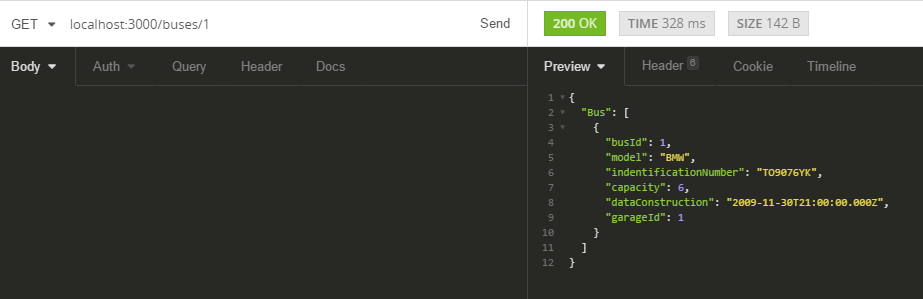 GET localhost:3000/buses/1 Send 200 OK TIME 328 ms SIZE 142 B
Body Auth Query Header Docs Preview Header 6 Cookie Timeline
1 {
2 "Bus": [
3 {
4 "busId": 1,
5 "model": "BMW",
6 "indentificationNumber": "TO9076YK",
7 "capacity": 6,
8 "dataConstruction": "2009-11-30T21:00:00.000Z",
9 "garageId": 1
10 }
11 ]
12 }